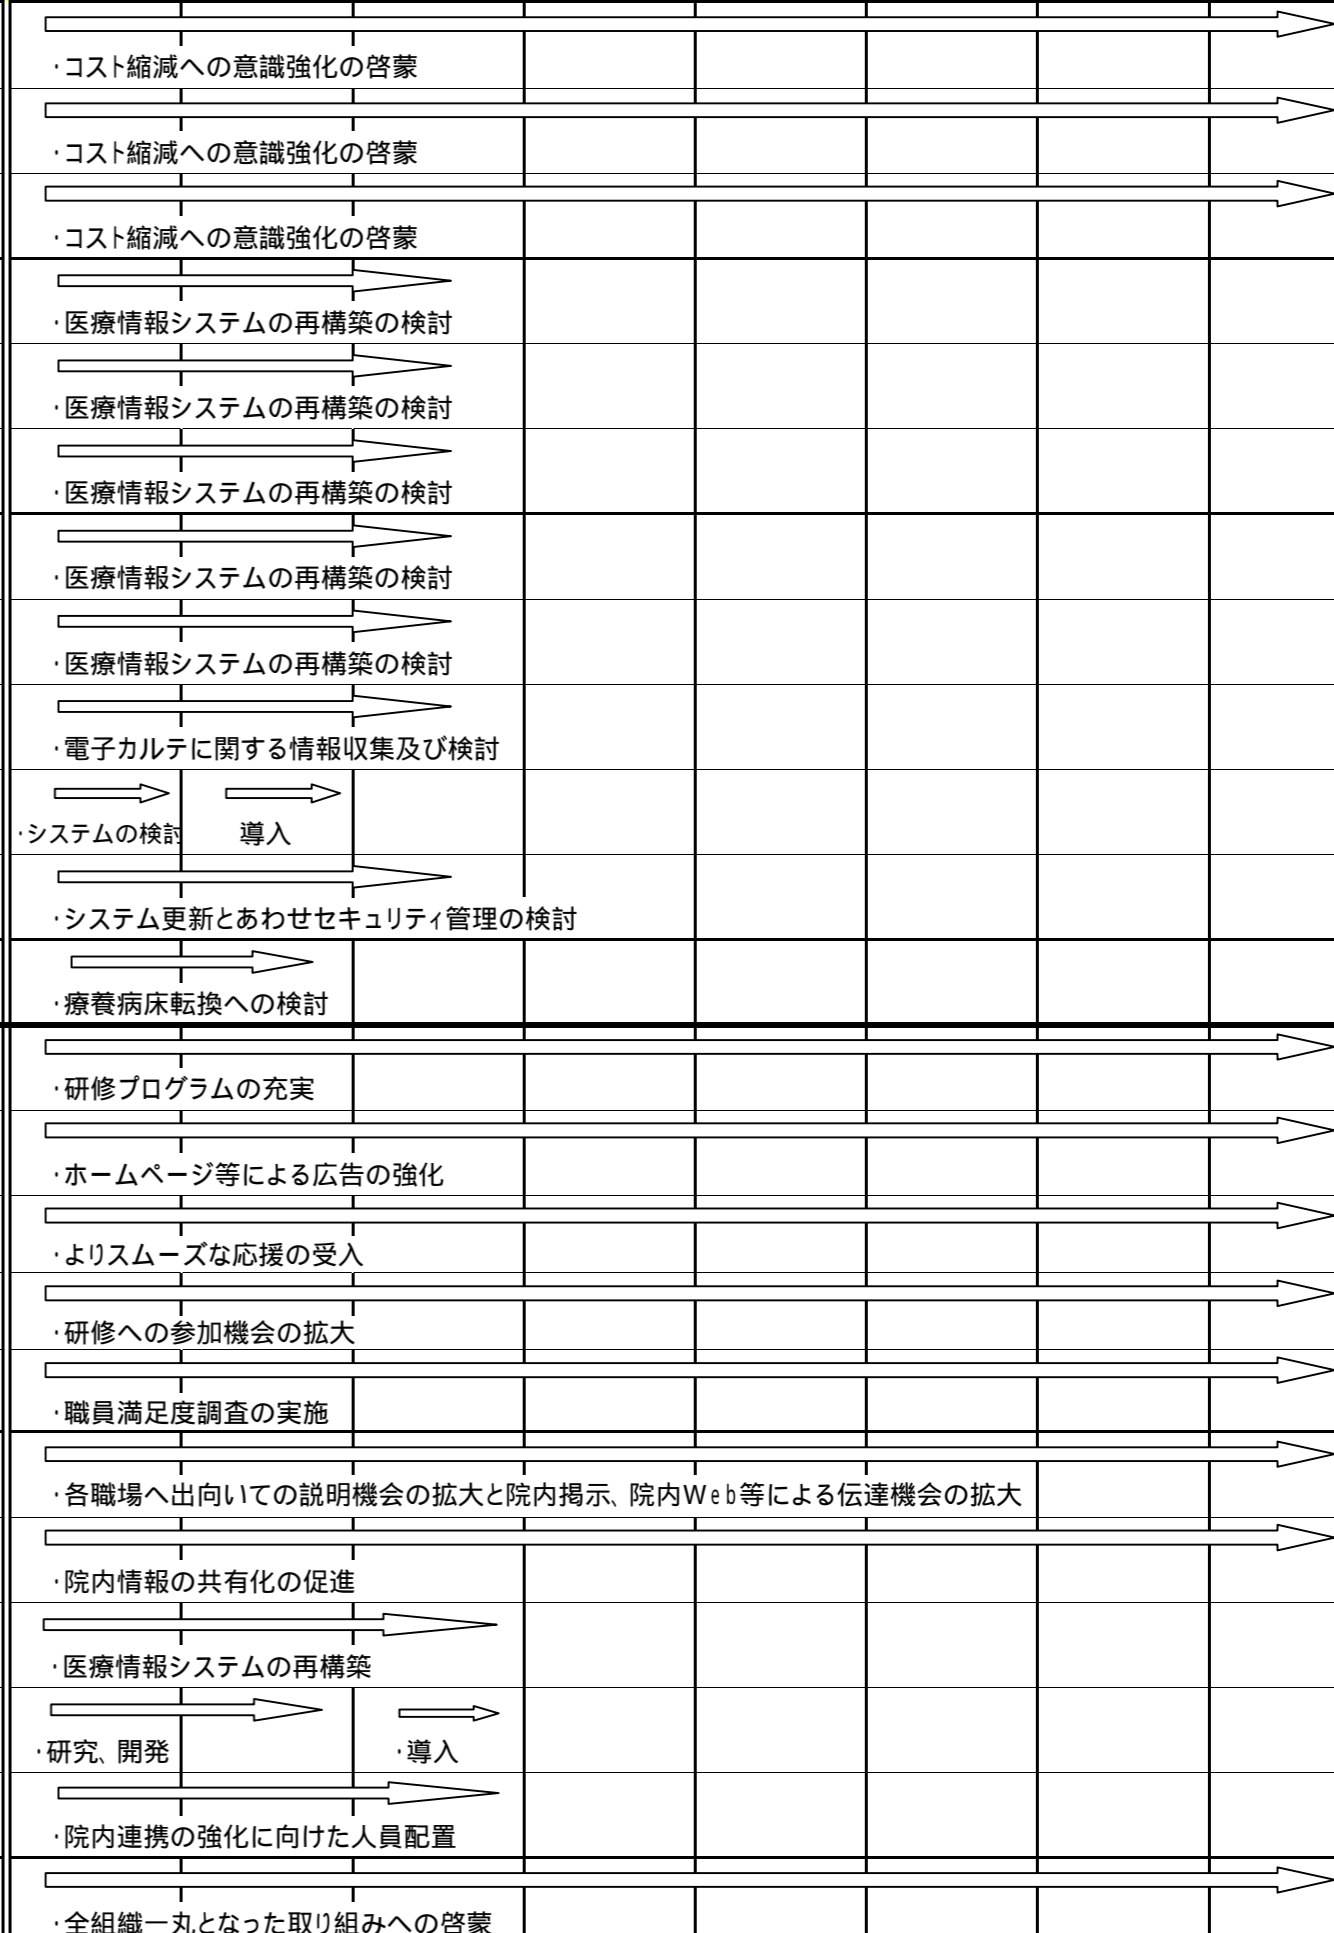 ・コスト縮減への意識強化の啓蒙
・コスト縮減への意識強化の啓蒙
・コスト縮減への意識強化の啓蒙
・医療情報システムの再構築の検討
・医療情報システムの再構築の検討
・医療情報システムの再構築の検討
・医療情報システムの再構築の検討
・医療情報システムの再構築の検討
・電子カルテに関する情報収集及び検討
・システムの検討 導入
・システム更新とあわせセキュリティ管理の検討
・療養病床転換への検討
・研修プログラムの充実
・ホームページ等による広告の強化
・よりスムーズな応援の受入
・研修への参加機会の拡大
・職員満足度調査の実施
・各職場へ出向いての説明機会の拡大と院内掲示、院内Web等による伝達機会の拡大
・院内情報の共有化の促進
・医療情報システムの再構築
・研究、開発 ・導入
・院内連携の強化に向けた人員配置
・全組織一丸となった取り組みへの啓蒙